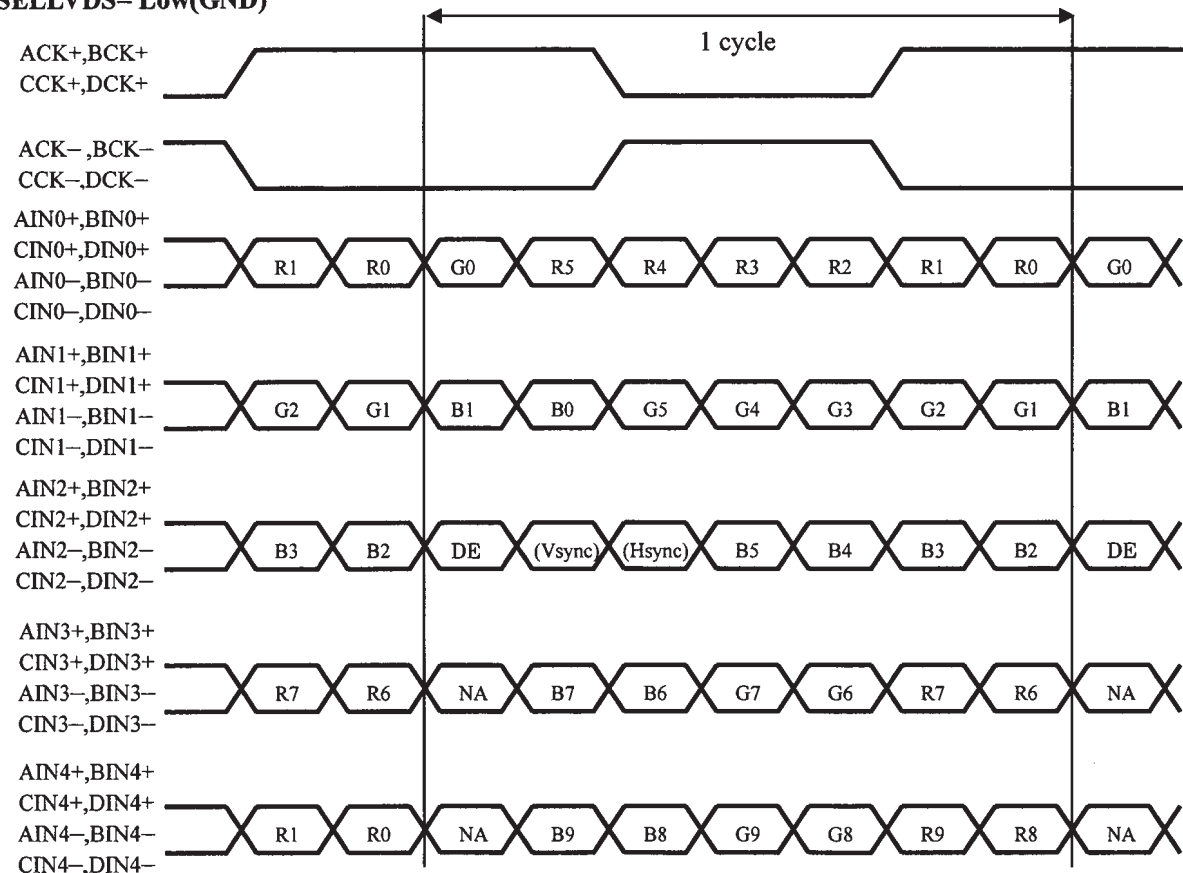 SELLVDS= Low(GND)
1 cycle
ACK+,BCK+
CCK+,DCK+
ACK−,BCK−
CCK−,DCK−
AIN0+,BIN0+
CIN0+,DIN0+
AIN0−,BIN0−
CIN0−,DIN0−
R1 R0 G0 R5 R4 R3 R2 R1 R0 G0
AIN1+,BIN1+
CIN1+,DIN1+
AIN1−,BIN1−
CIN1−,DIN1−
G2 G1 B1 B0 G5 G4 G3 G2 G1 B1
AIN2+,BIN2+
CIN2+,DIN2+
AIN2−,BIN2−
CIN2−,DIN2−
B3 B2 DE (Vsync) (Hsync) B5 B4 B3 B2 DE
AIN3+,BIN3+
CIN3+,DIN3+
AIN3−,BIN3−
CIN3−,DIN3−
R7 R6 NA B7 B6 G7 G6 R7 R6 NA
AIN4+,BIN4+
CIN4+,DIN4+
AIN4−,BIN4−
CIN4−,DIN4−
R1 R0 NA B9 B8 G9 G8 R9 R8 NA